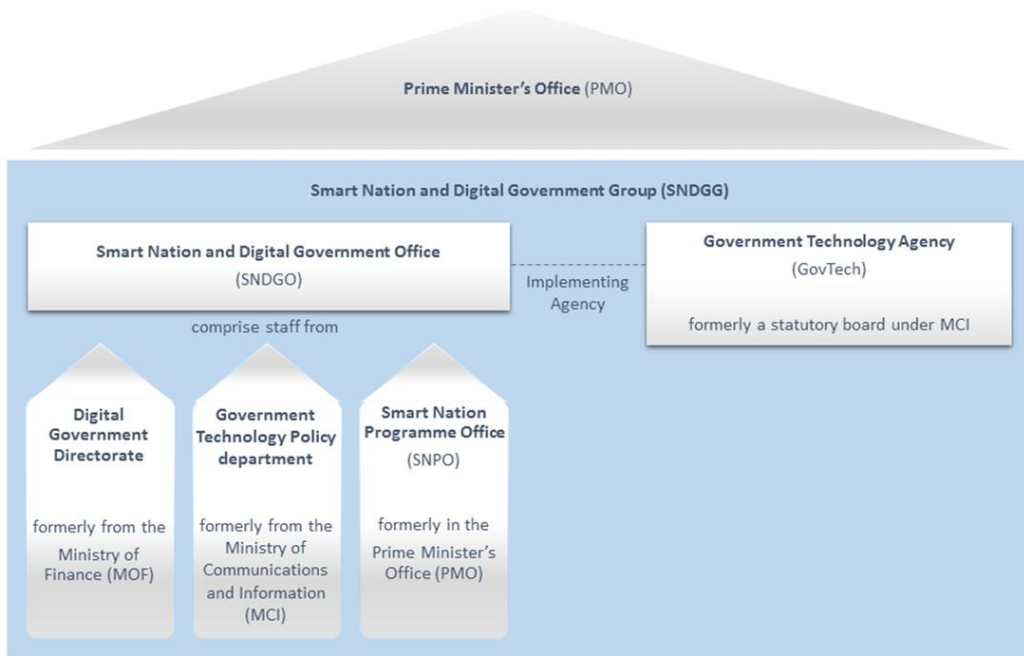 Prime Minister’s Office (PMO)
Smart Nation and Digital Government Group (SNDGG)
Smart Nation and Digital Government Office
(SNDGO)
Implementing
Agency
Government Technology Agency
(GovTech)
formerly a statutory board under MCI
comprise staff from
Digital
Government
Directorate
formerly from the
Ministry of
Finance (MOF)
Government
Technology Policy
department
formerly from the
Ministry of
Communications
and Information
(MCI)
Smart Nation
Programme Office
(SNPO)
formerly in the
Prime Minister’s
Office (PMO)